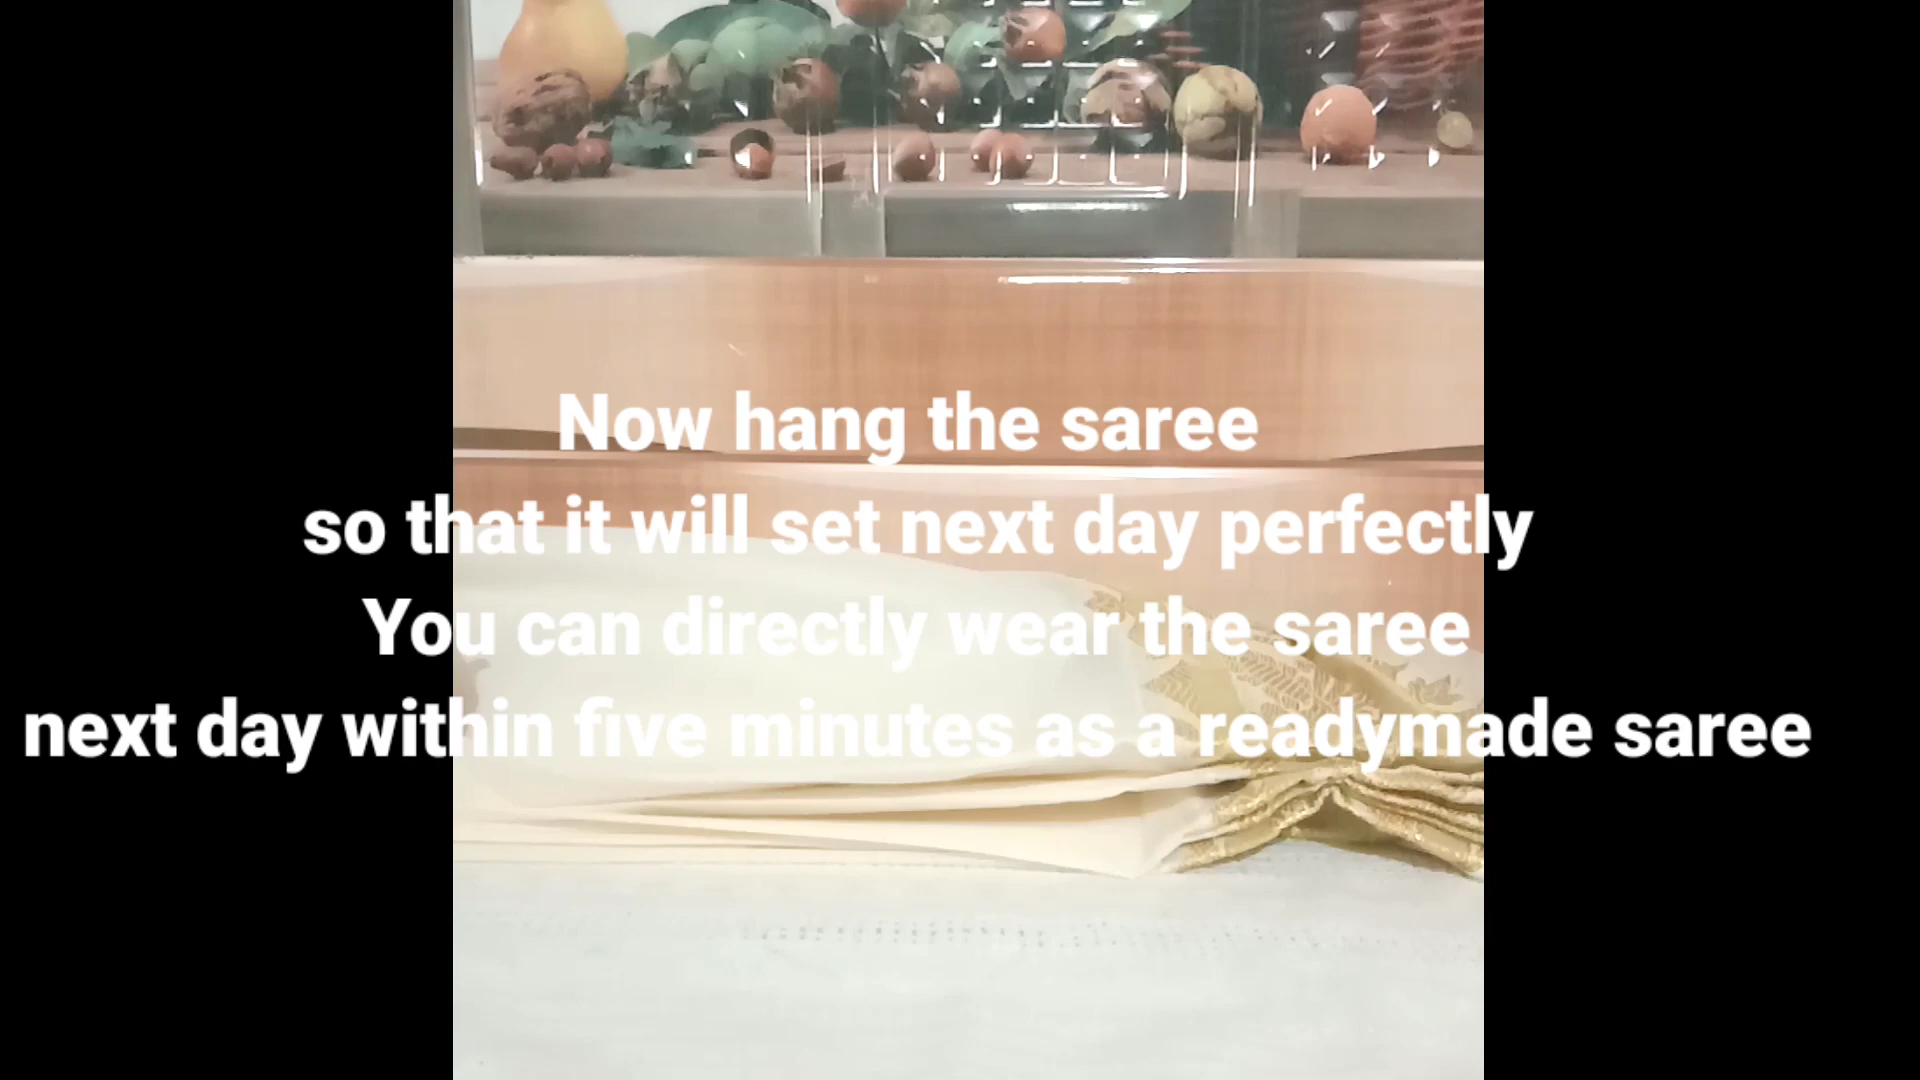 Now hang the saree
so that it will set next day perfectly
You can directly wear the saree
next day within five minutes as a readymade saree